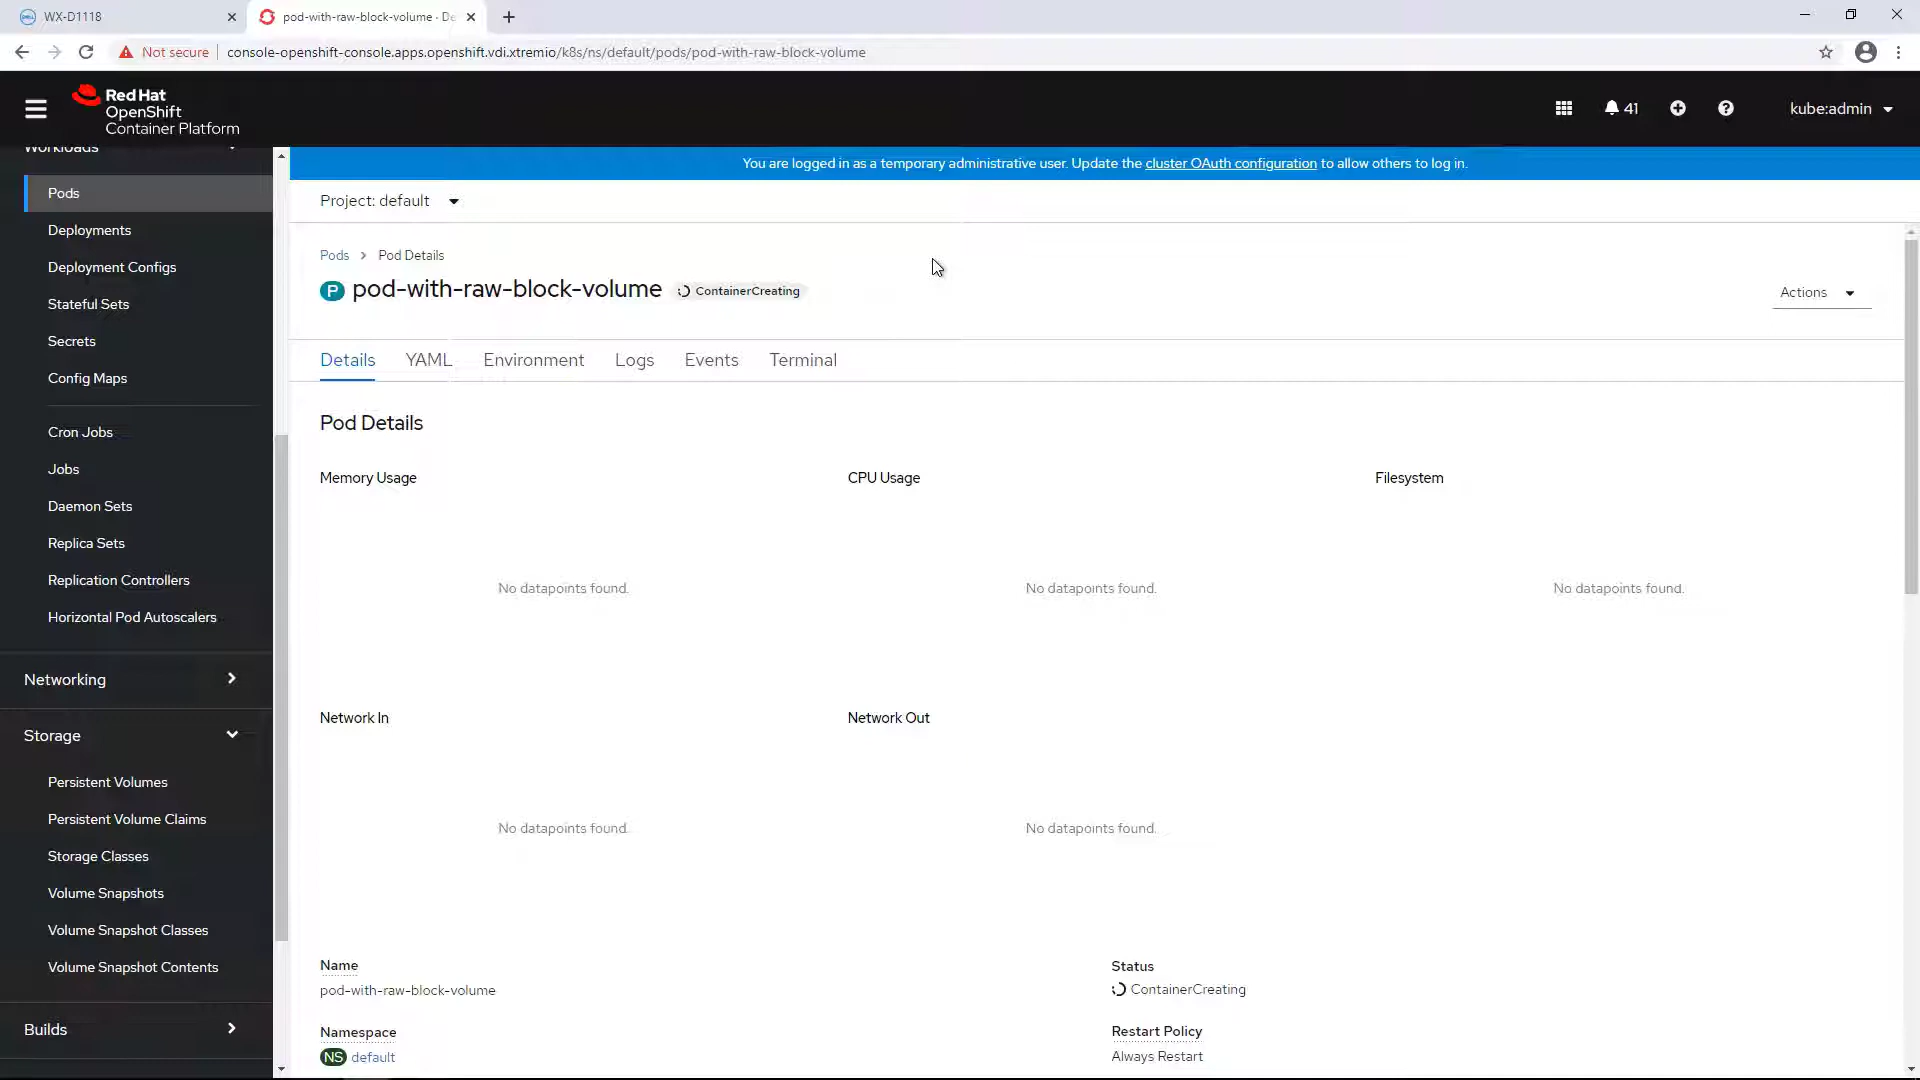 WX-D1118
pod-with-raw-block-volume · De
Not secure
console-openshift-console.apps.openshift.vdi.xtremio/k8s/ns/default/pods/pod-with-raw-block-volume
Red Hat
OpenShift
Container Platform
41
kube:admin
Workloads
Pods
Deployments
Deployment Configs
Stateful Sets
Secrets
Config Maps
Cron Jobs
Jobs
Daemon Sets
Replica Sets
Replication Controllers
Horizontal Pod Autoscalers
Networking
Storage
Persistent Volumes
Persistent Volume Claims
Storage Classes
Volume Snapshots
Volume Snapshot Classes
Volume Snapshot Contents
Builds
You are logged in as a temporary administrative user. Update the cluster OAuth configuration to allow others to log in.
Project: default
Pods > Pod Details
P pod-with-raw-block-volume ContainerCreating
Actions
Details YAML Environment Logs Events Terminal
Pod Details
Memory Usage CPU Usage Filesystem
No datapoints found. No datapoints found. No datapoints found.
Network In Network Out
No datapoints found. No datapoints found.
Name
pod-with-raw-block-volume
Namespace
NS default
Status
ContainerCreating
Restart Policy
Always Restart